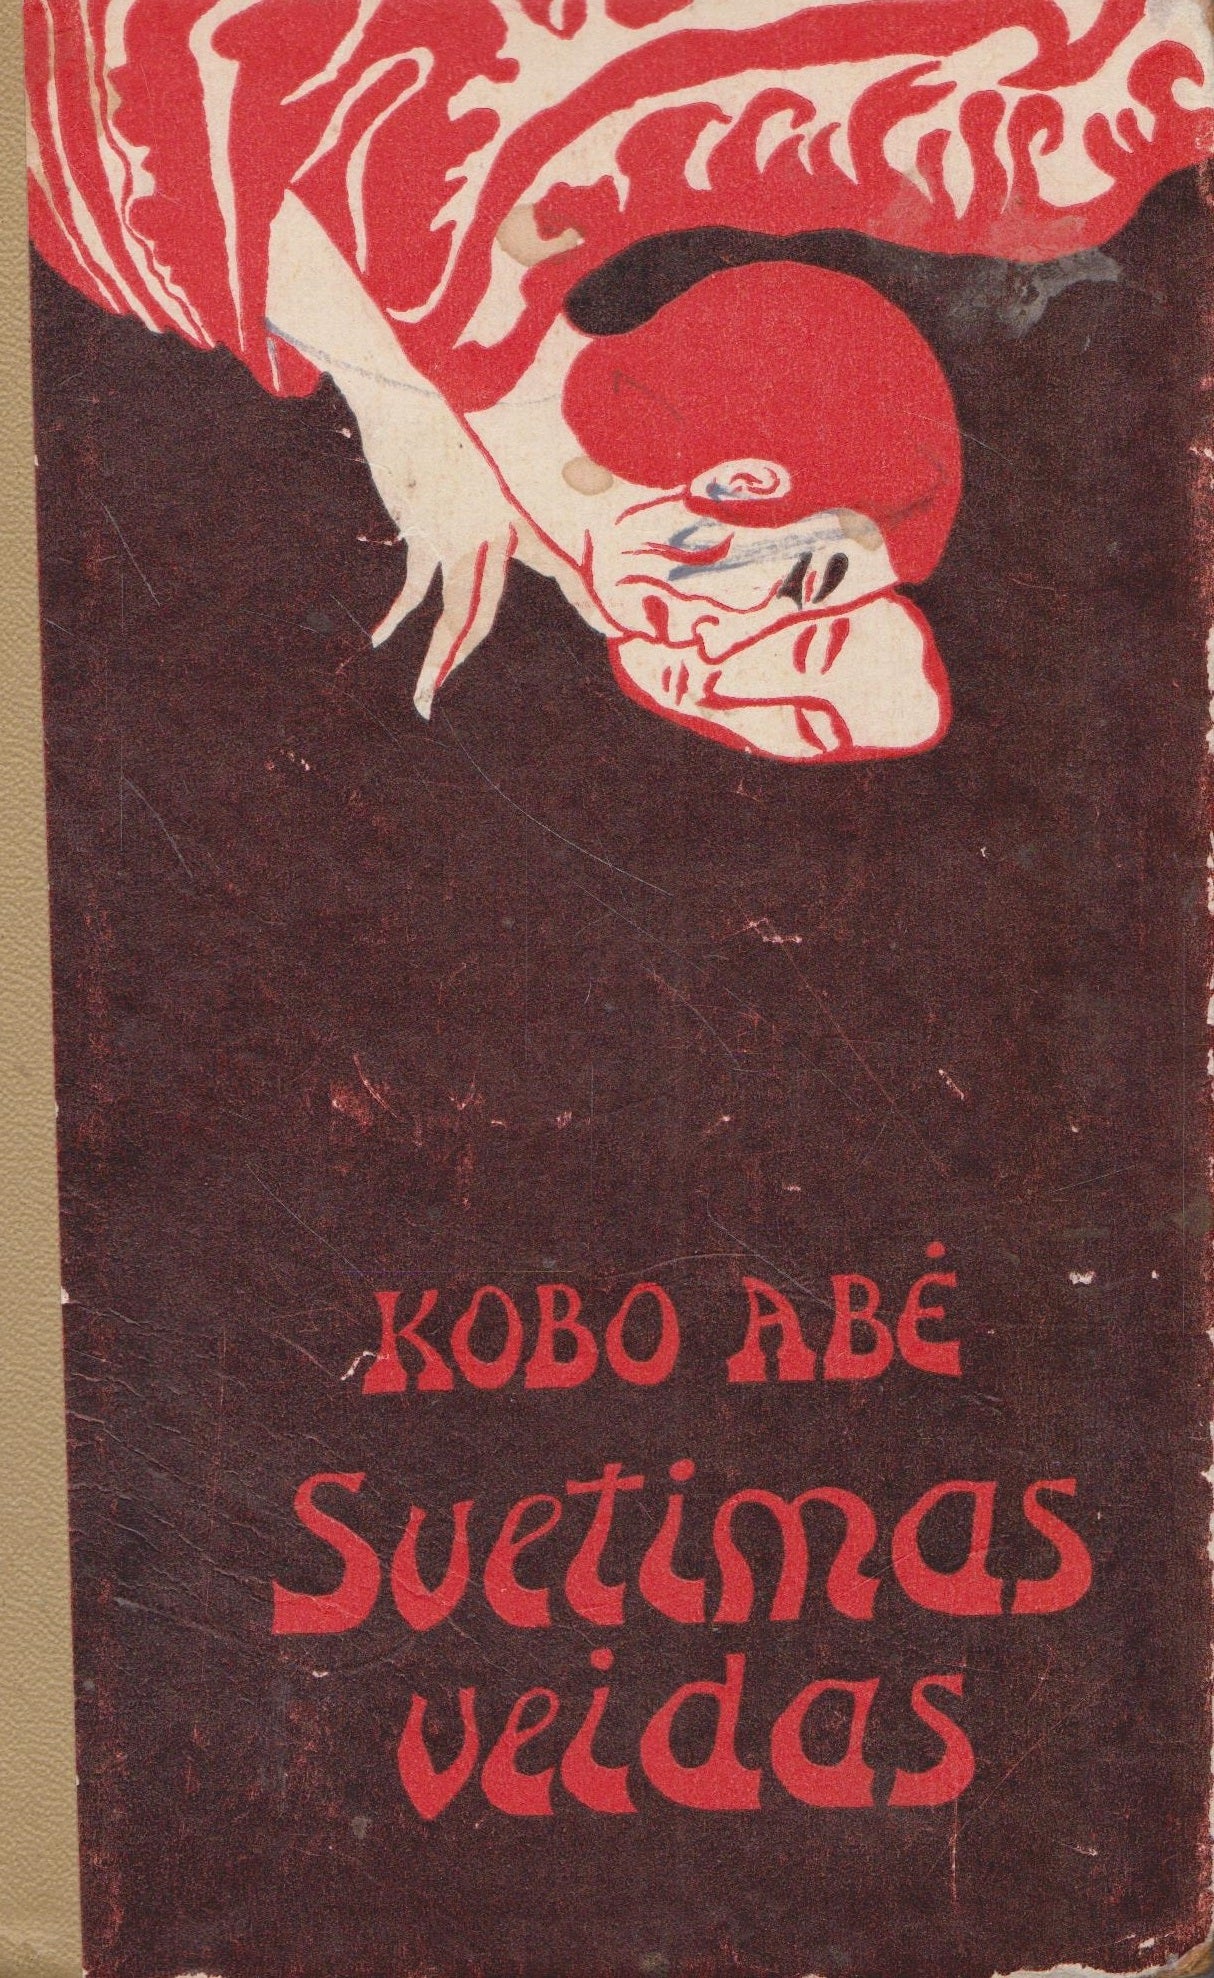 KOBO ABĖ
Svetimas
veidas